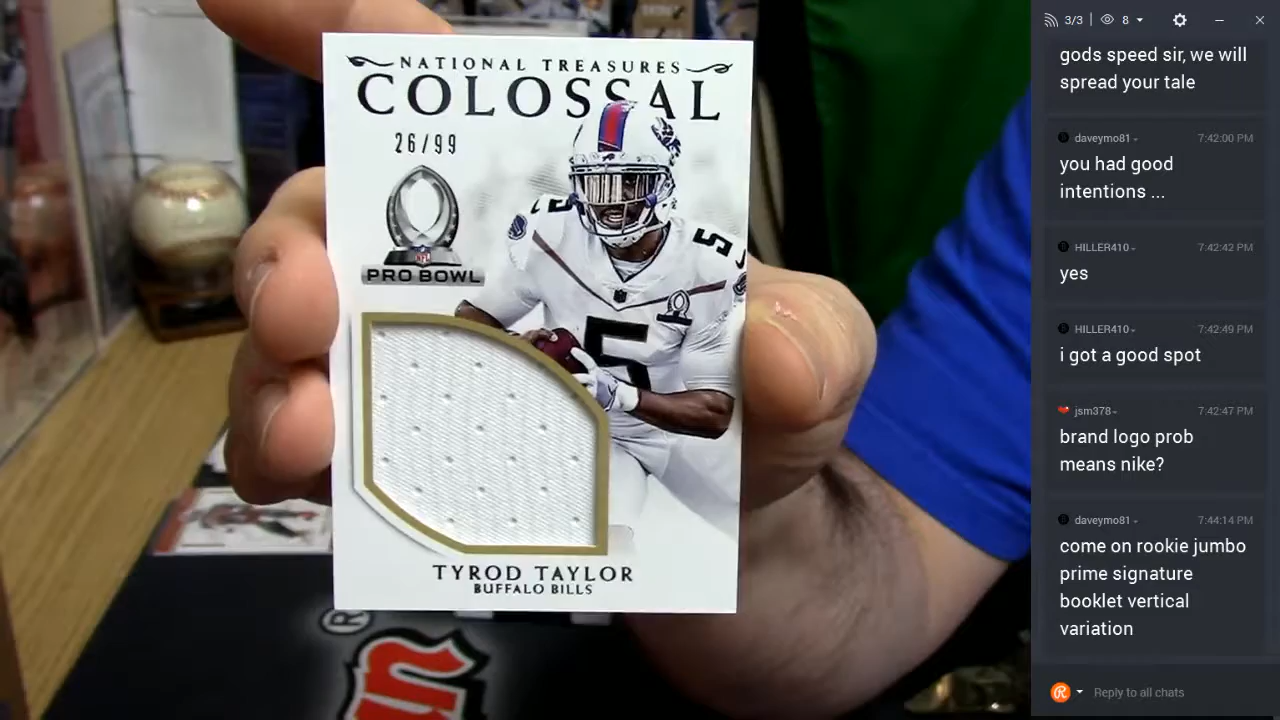 NATIONAL TREASURES
COLOSSAL
26/99
NFL
PRO BOWL
5
5
5
TYROD TAYLOR
BUFFALO BILLS
R
3/3
8
gods speed sir, we will
spread your tale
daveymo81
7:42:00 PM
you had good
intentions ...
HILLER410
7:42:42 PM
yes
HILLER410
7:42:49 PM
i got a good spot
jsm378
7:42:47 PM
brand logo prob
means nike?
daveymo81
7:44:14 PM
come on rookie jumbo
prime signature
booklet vertical
variation
Reply to all chats